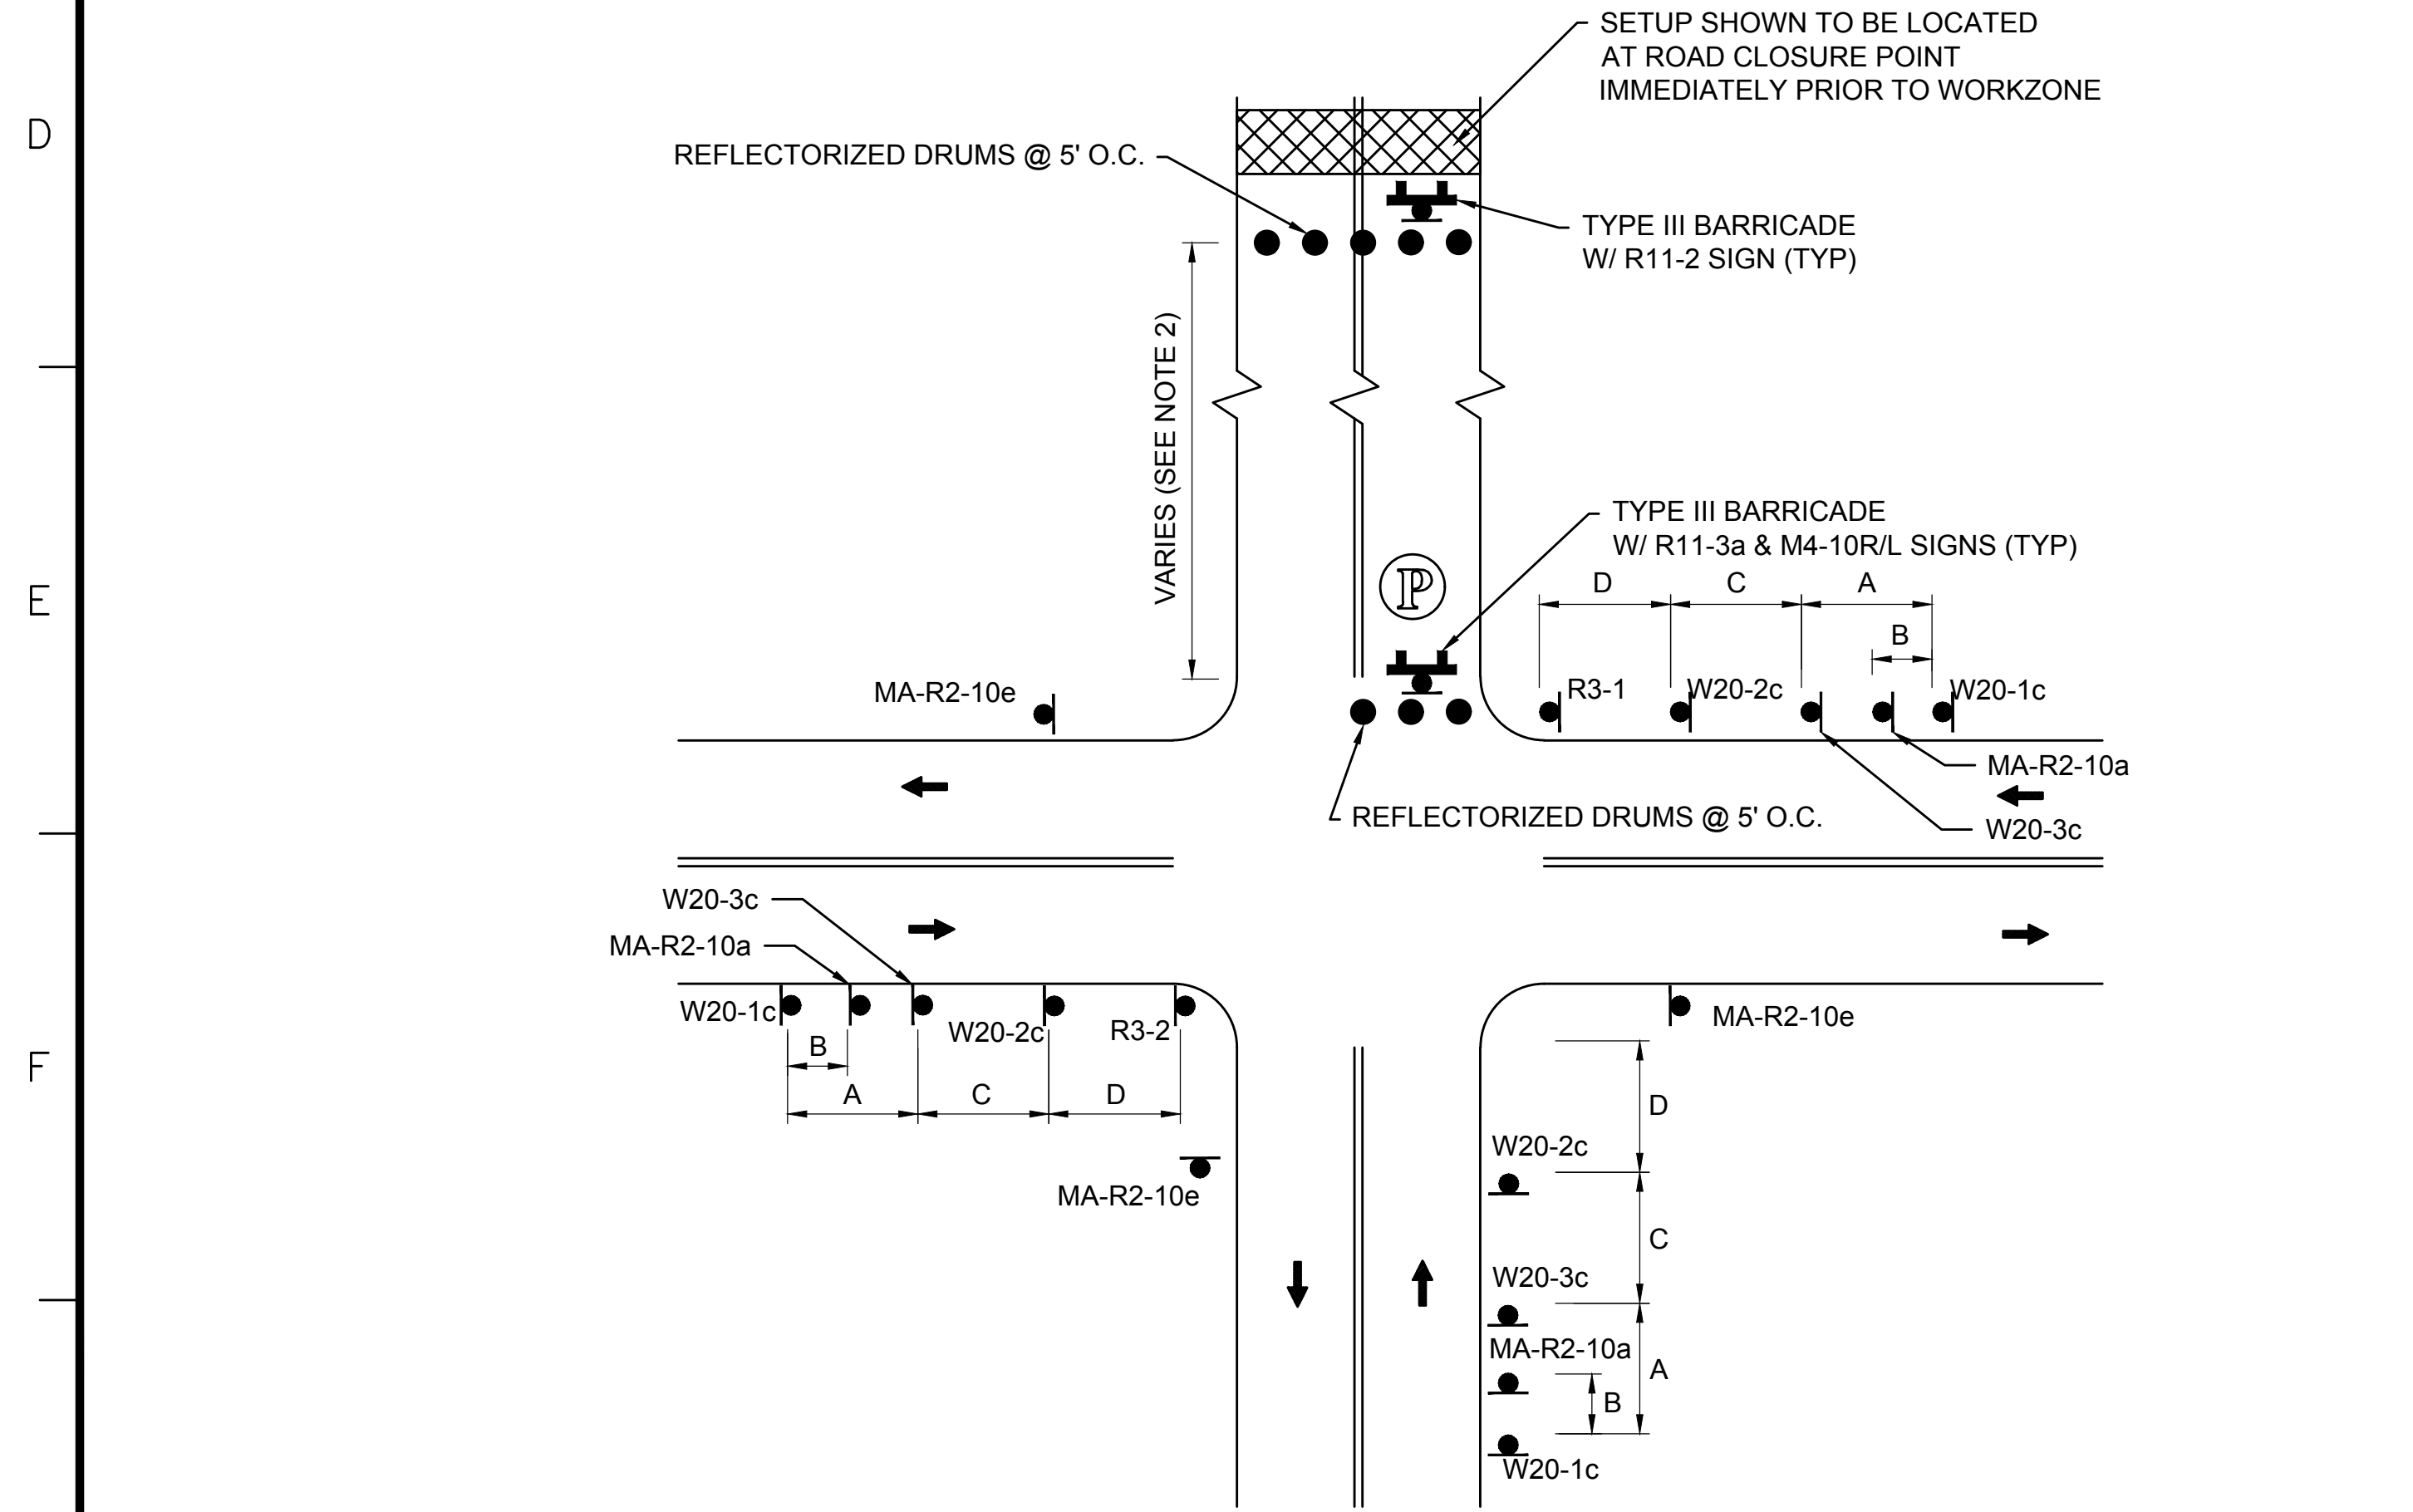 SETUP SHOWN TO BE LOCATED
AT ROAD CLOSURE POINT
IMMEDIATELY PRIOR TO WORKZONE
D
REFLECTORIZED DRUMS @ 5' O.C.
TYPE III BARRICADE
W/ R11-2 SIGN (TYP)
VARIES (SEE NOTE 2)
TYPE III BARRICADE
W/ R11-3a & M4-10R/L SIGNS (TYP)
E
P
D
C
A
B
MA-R2-10e
R3-1
W20-2c
W20-1c
MA-R2-10a
REFLECTORIZED DRUMS @ 5' O.C.
W20-3c
W20-3c
MA-R2-10a
W20-1c
W20-2c
R3-2
MA-R2-10e
F
B
A
C
D
D
MA-R2-10e
W20-2c
C
W20-3c
MA-R2-10a
A
B
W20-1c